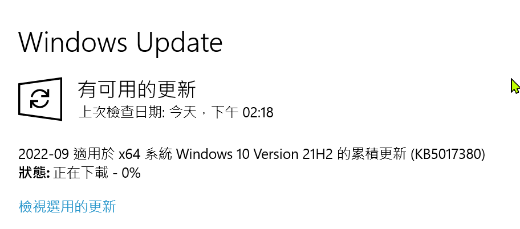 Windows Update
有可用的更新
上次檢查日期: 今天，下午 02:18
2022-09 適用於 x64 系統 Windows 10 Version 21H2 的累積更新 (KB5017380)
狀態: 正在下載 - 0%
檢視選用的更新